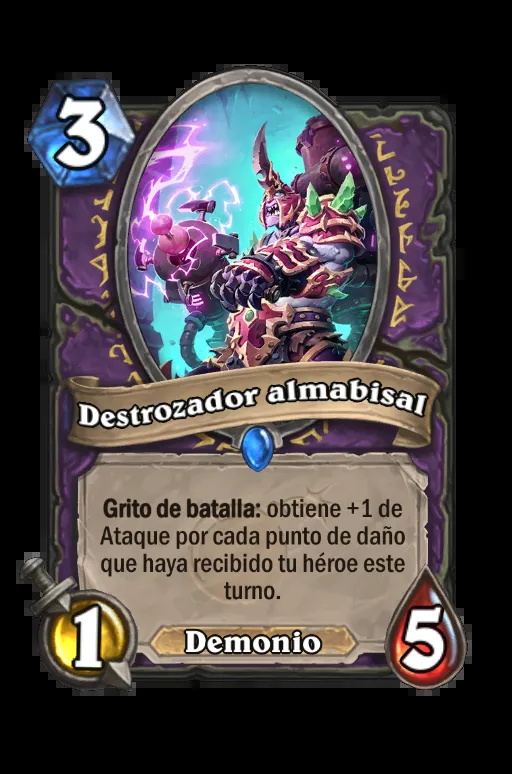 3
Destrozador almabisal
Grito de batalla: obtiene +1 de
Ataque por cada punto de daño
que haya recibido tu héroe este
turno.
1
Demonio
5